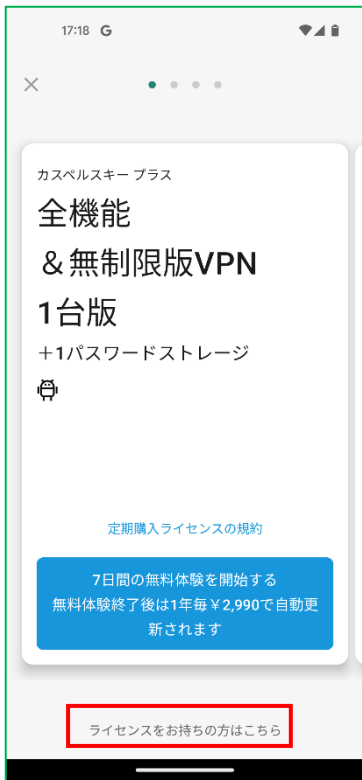 17:18 G
カスペルスキー プラス
全機能
＆無制限版VPN
1台版
＋1パスワードストレージ
定期購入ライセンスの規約
7日間の無料体験を開始する
無料体験終了後は1年毎￥2,990で自動更
新されます
ライセンスをお持ちの方はこちら